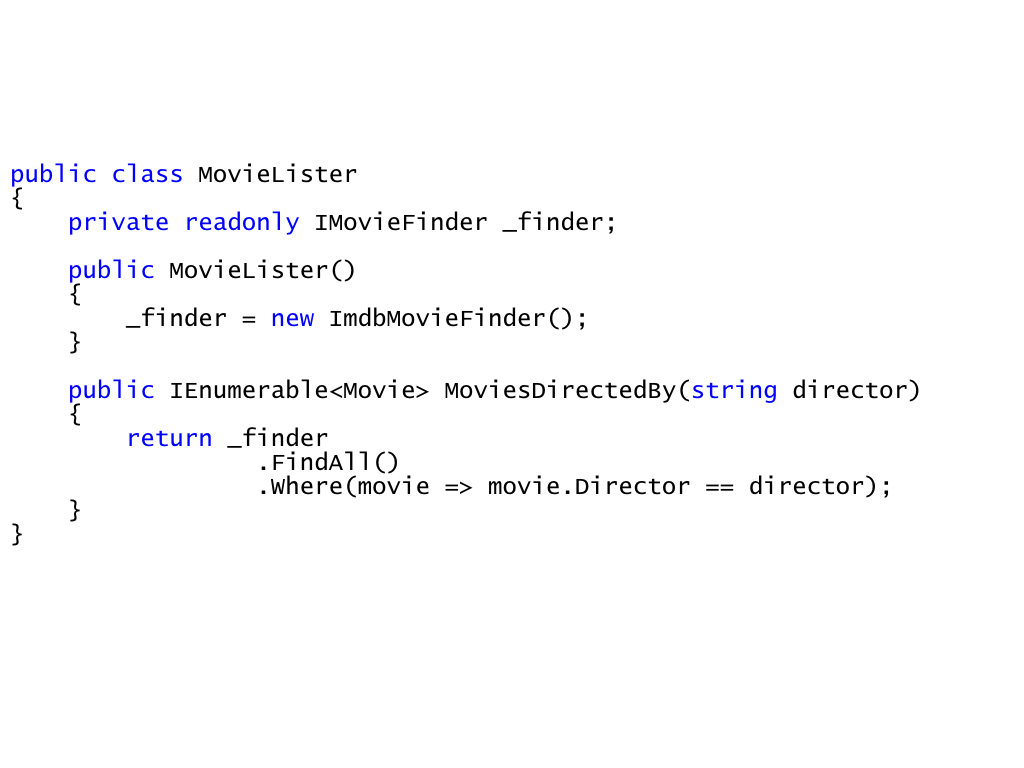 public class MovieLister
{
    private readonly IMovieFinder _finder;

    public MovieLister()
    {
        _finder = new ImdbMovieFinder();
    }

    public IEnumerable<Movie> MoviesDirectedBy(string director)
    {
        return _finder
                 .FindAll()
                 .Where(movie => movie.Director == director);
    }
}